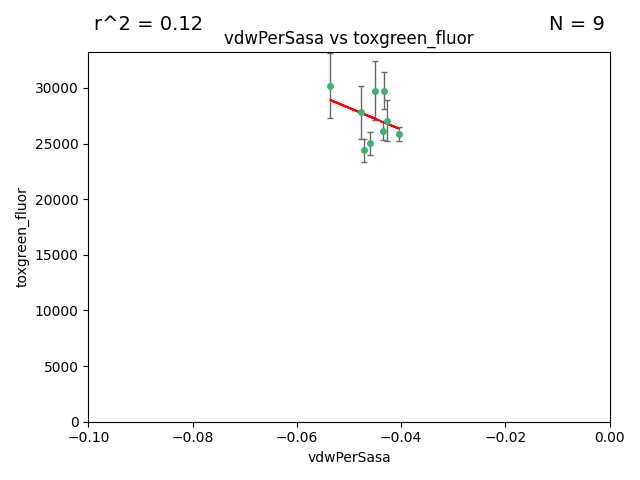 r^2 = 0.12
N = 9
vdwPerSasa vs toxgreen_fluor
30000
25000
20000
15000
10000
5000
0
toxgreen_fluor
−0.10
−0.08
−0.06
−0.04
−0.02
0.00
vdwPerSasa